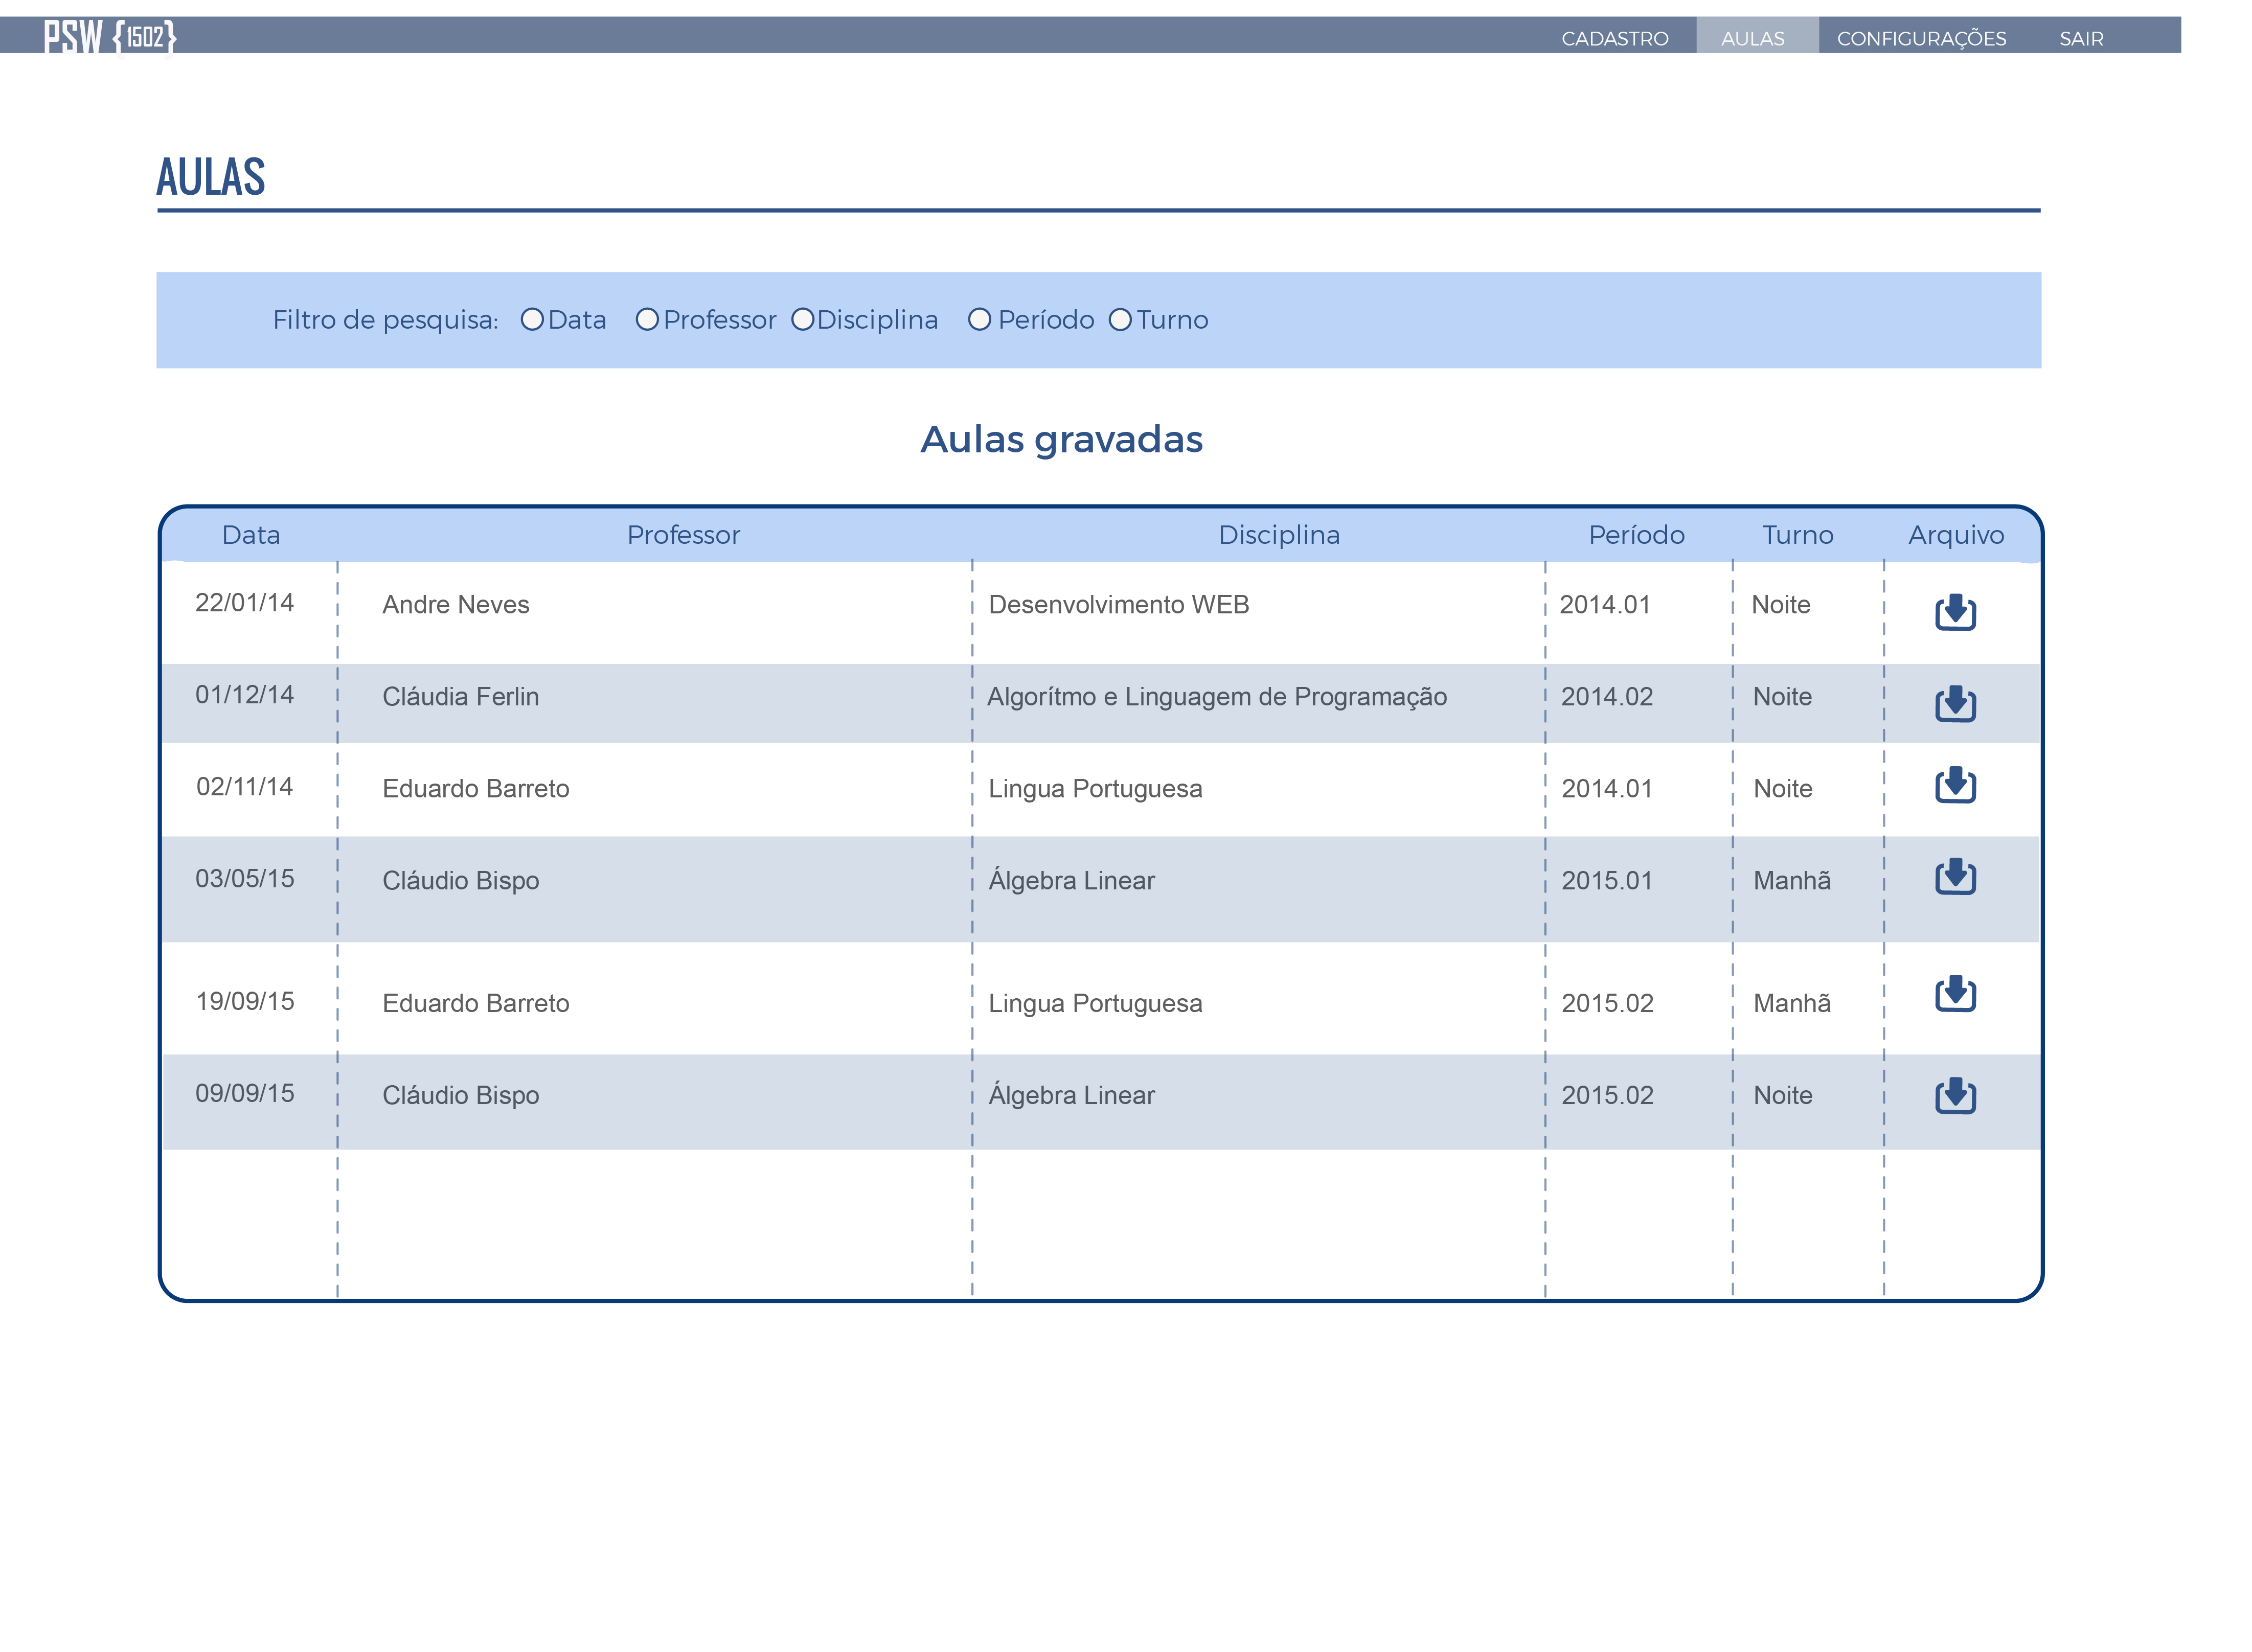 PSW {1502} CADASTRO AULAS CONFIGURAÇÕES SAIR
AULAS
Filtro de pesquisa: Data Professor Disciplina Período Turno
Aulas gravadas
Data Professor Disciplina Período Turno Arquivo
22/01/14 Andre Neves Desenvolvimento WEB 2014.01 Noite
01/12/14 Cláudia Ferlin Algorítmo e Linguagem de Programação 2014.02 Noite
02/11/14 Eduardo Barreto Lingua Portuguesa 2014.01 Noite
03/05/15 Cláudio Bispo Álgebra Linear 2015.01 Manhã
19/09/15 Eduardo Barreto Lingua Portuguesa 2015.02 Manhã
09/09/15 Cláudio Bispo Álgebra Linear 2015.02 Noite